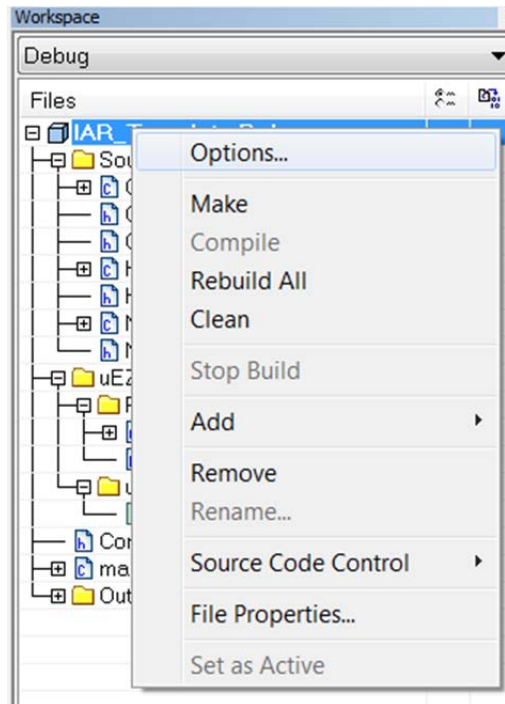 Workspace
Debug
Files
IAR_
Options...
Make
Compile
Rebuild All
Clean
Stop Build
Add
Remove
Rename...
Source Code Control
File Properties...
Set as Active